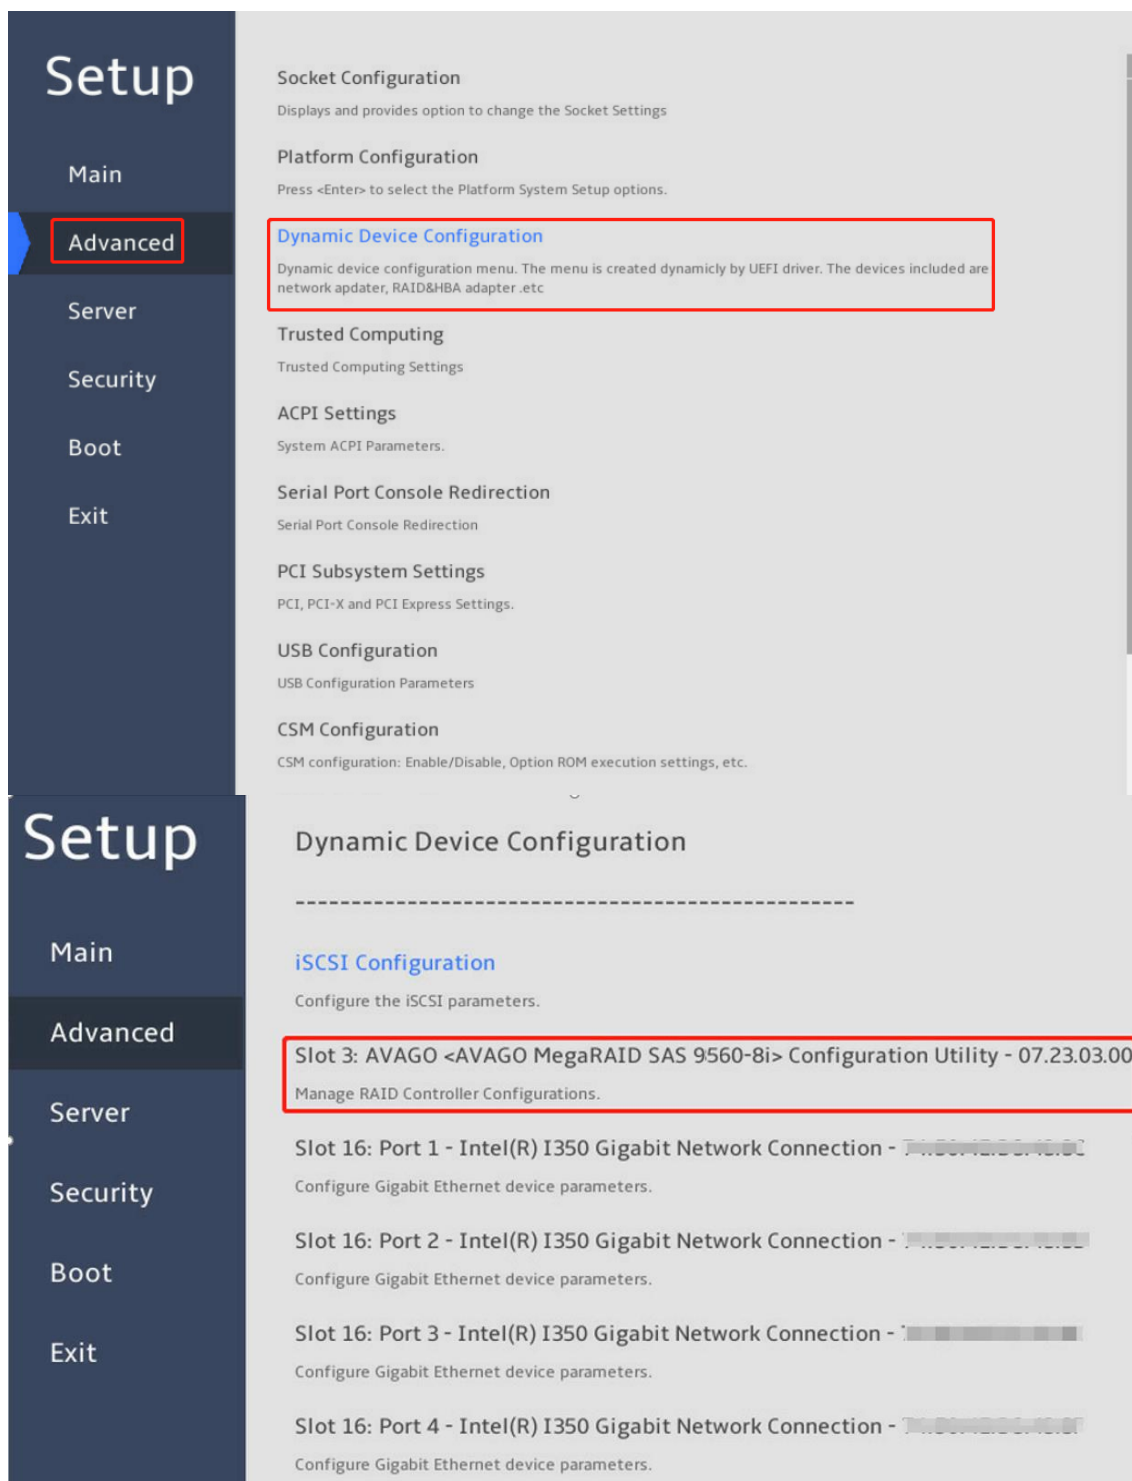 Setup
Main
Advanced
Server
Security
Boot
Exit
Socket Configuration
Displays and provides option to change the Socket Settings
Platform Configuration
Press <Enter> to select the Platform System Setup options.
Dynamic Device Configuration
Dynamic device configuration menu. The menu is created dynamicly by UEFI driver. The devices included are
network apdater, RAID&HBA adapter .etc
Trusted Computing
Trusted Computing Settings
ACPI Settings
System ACPI Parameters.
Serial Port Console Redirection
Serial Port Console Redirection
PCI Subsystem Settings
PCI, PCI-X and PCI Express Settings.
USB Configuration
USB Configuration Parameters
CSM Configuration
CSM configuration: Enable/Disable, Option ROM execution settings, etc.
Setup
Main
Advanced
Server
Security
Boot
Exit
Dynamic Device Configuration
--------------------------------------------------
iSCSI Configuration
Configure the iSCSI parameters.
Slot 3: AVAGO <AVAGO MegaRAID SAS 9560-8i> Configuration Utility - 07.23.03.00
Manage RAID Controller Configurations.
Slot 16: Port 1 - Intel(R) I350 Gigabit Network Connection -
Configure Gigabit Ethernet device parameters.
Slot 16: Port 2 - Intel(R) I350 Gigabit Network Connection -
Configure Gigabit Ethernet device parameters.
Slot 16: Port 3 - Intel(R) I350 Gigabit Network Connection -
Configure Gigabit Ethernet device parameters.
Slot 16: Port 4 - Intel(R) I350 Gigabit Network Connection -
Configure Gigabit Ethernet device parameters.